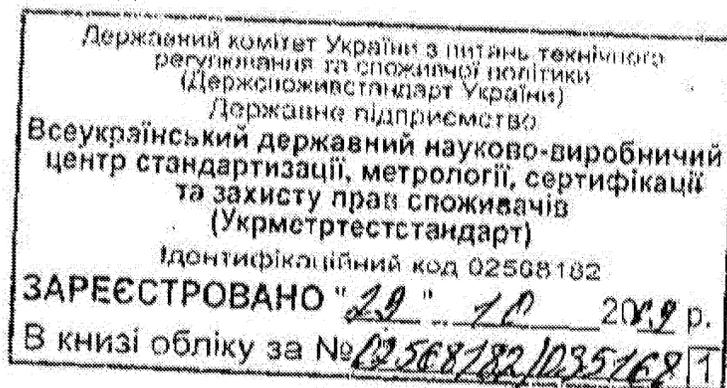 Державний комітет України з питань технічного
регулювання та споживчої політики
(Держспоживстандарт України)
Державне підприємство
Всеукраїнський державний науково-виробничий
центр стандартизації, метрології, сертифікації
та захисту прав споживачів
(Укрметртестстандарт)
Ідентифікаційний код 02568182
ЗАРЕЄСТРОВАНО "29" 10 2009 р.
В книзі обліку за № 02568182/035168 1